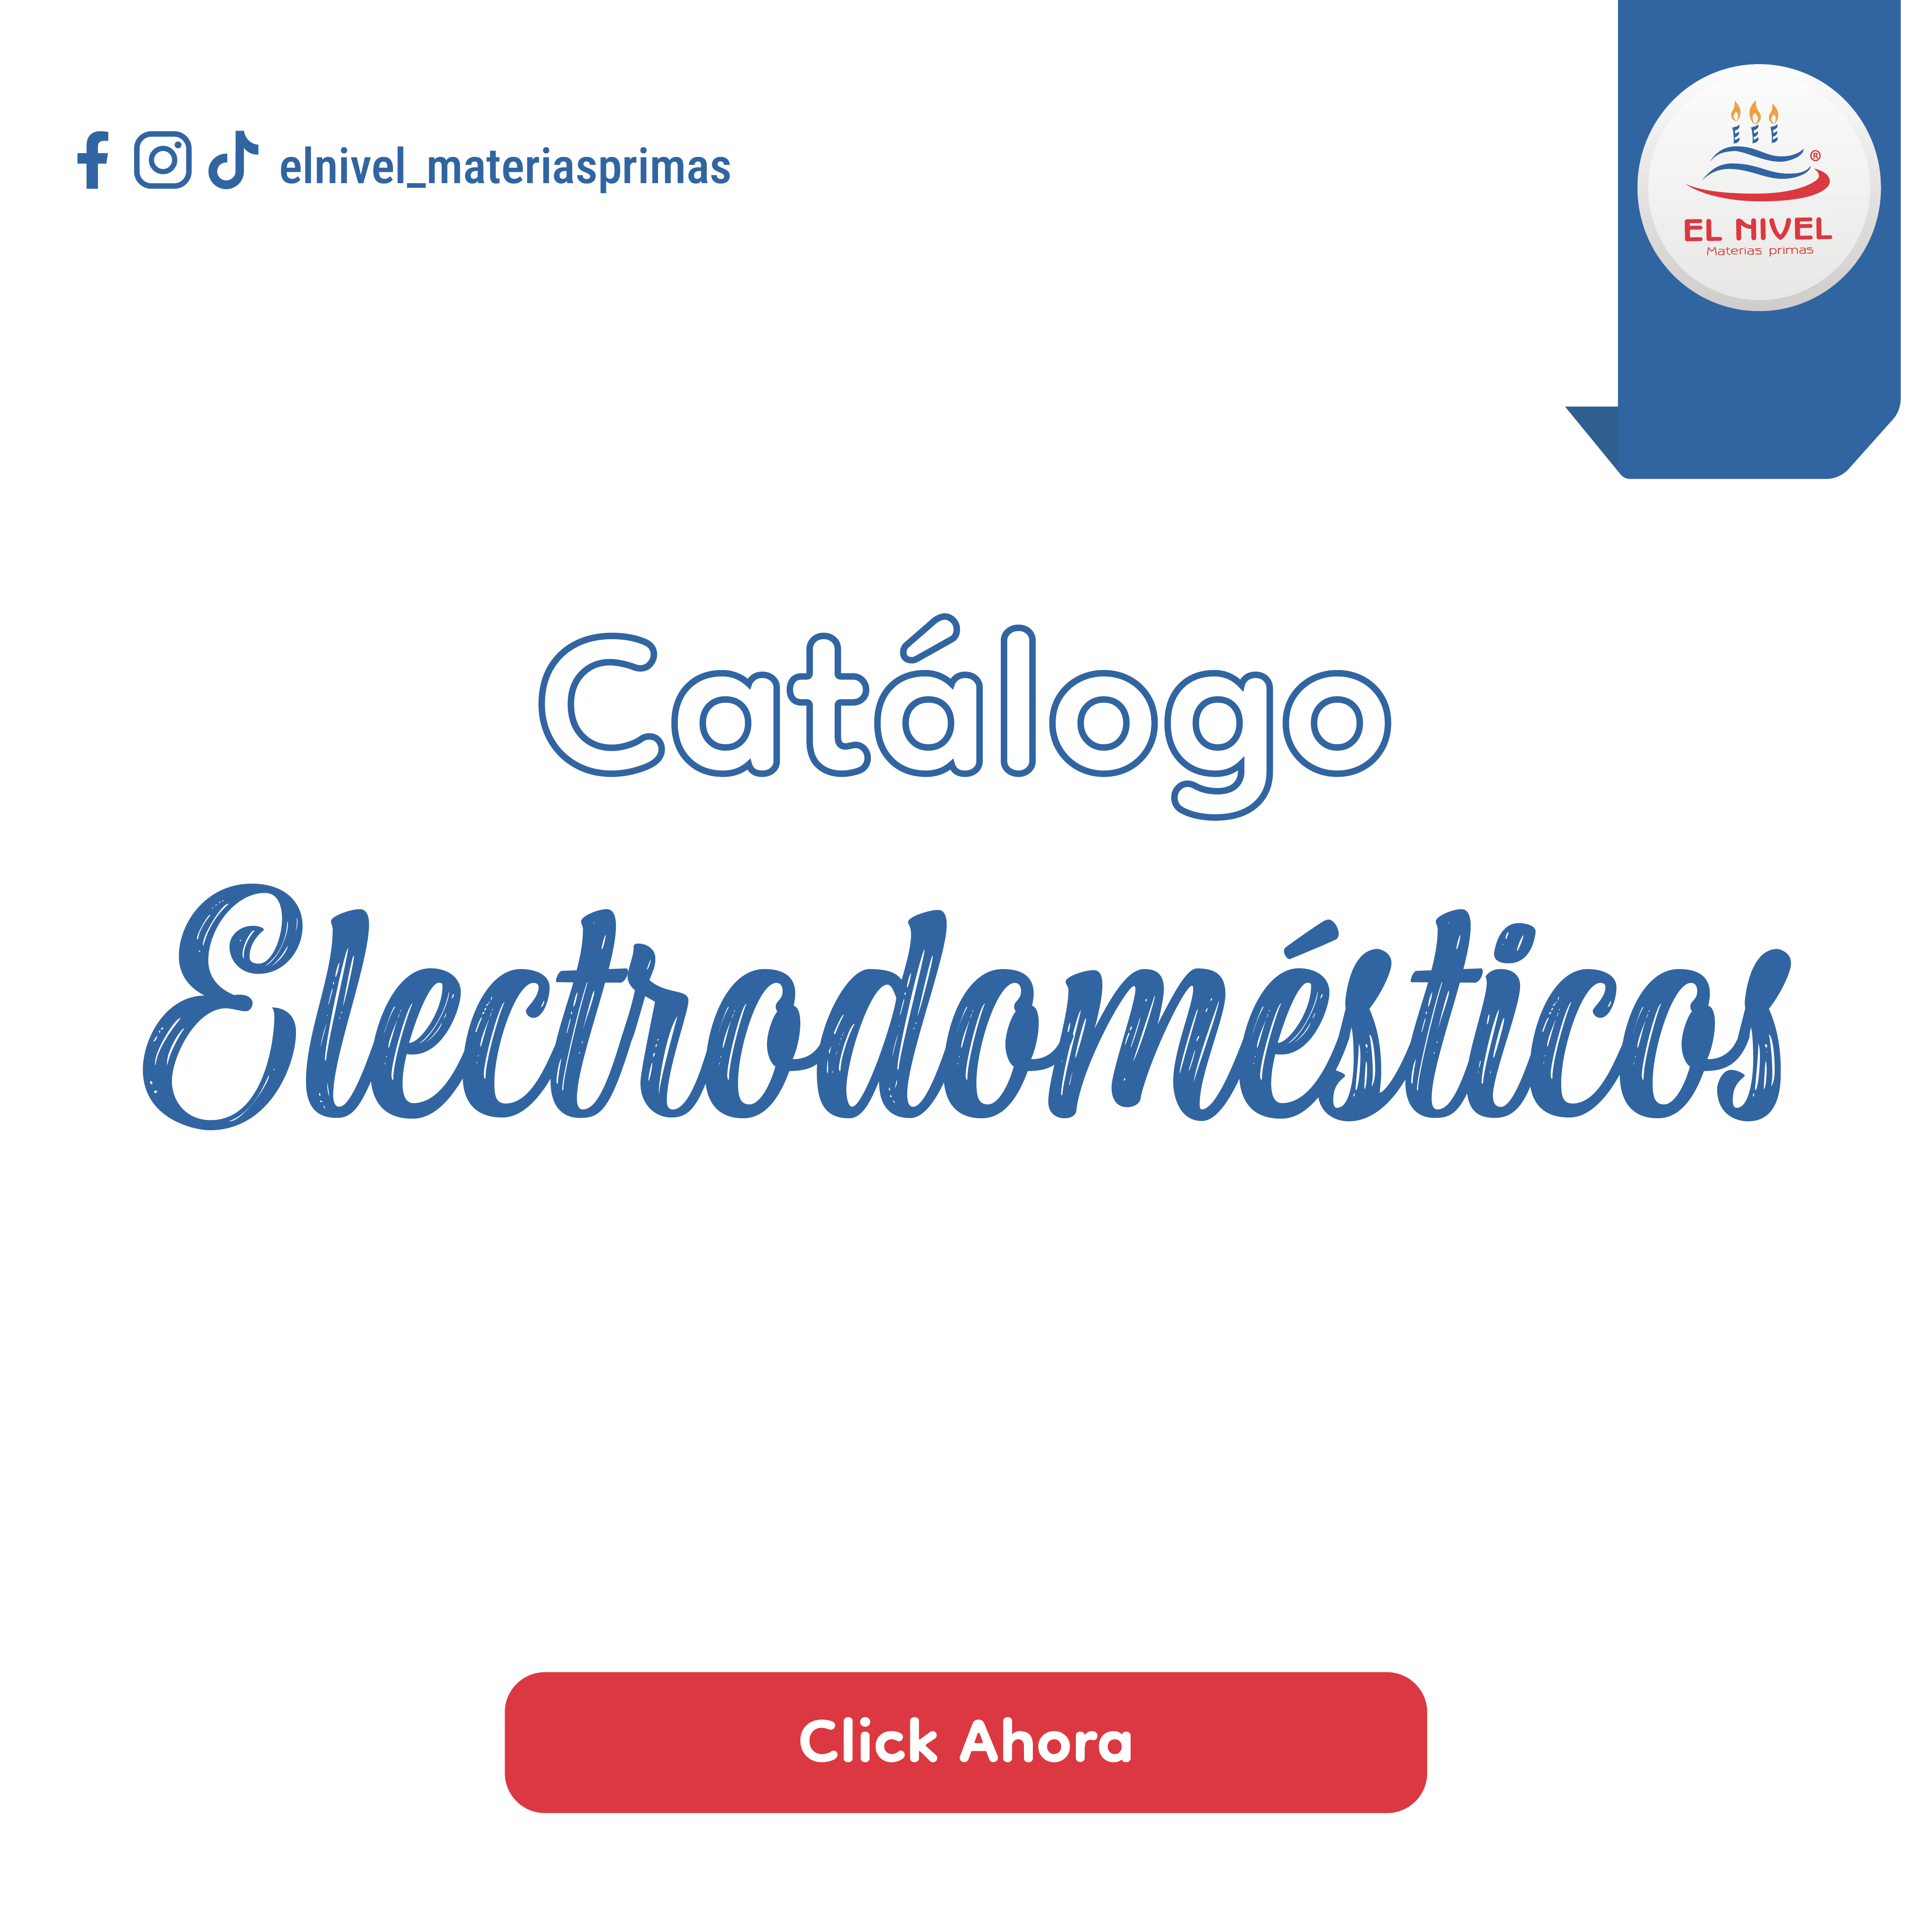 elnivel_materiasprimas
®
EL NIVEL
Materias primas
Catálogo
Electrodomésticos
Click Ahora